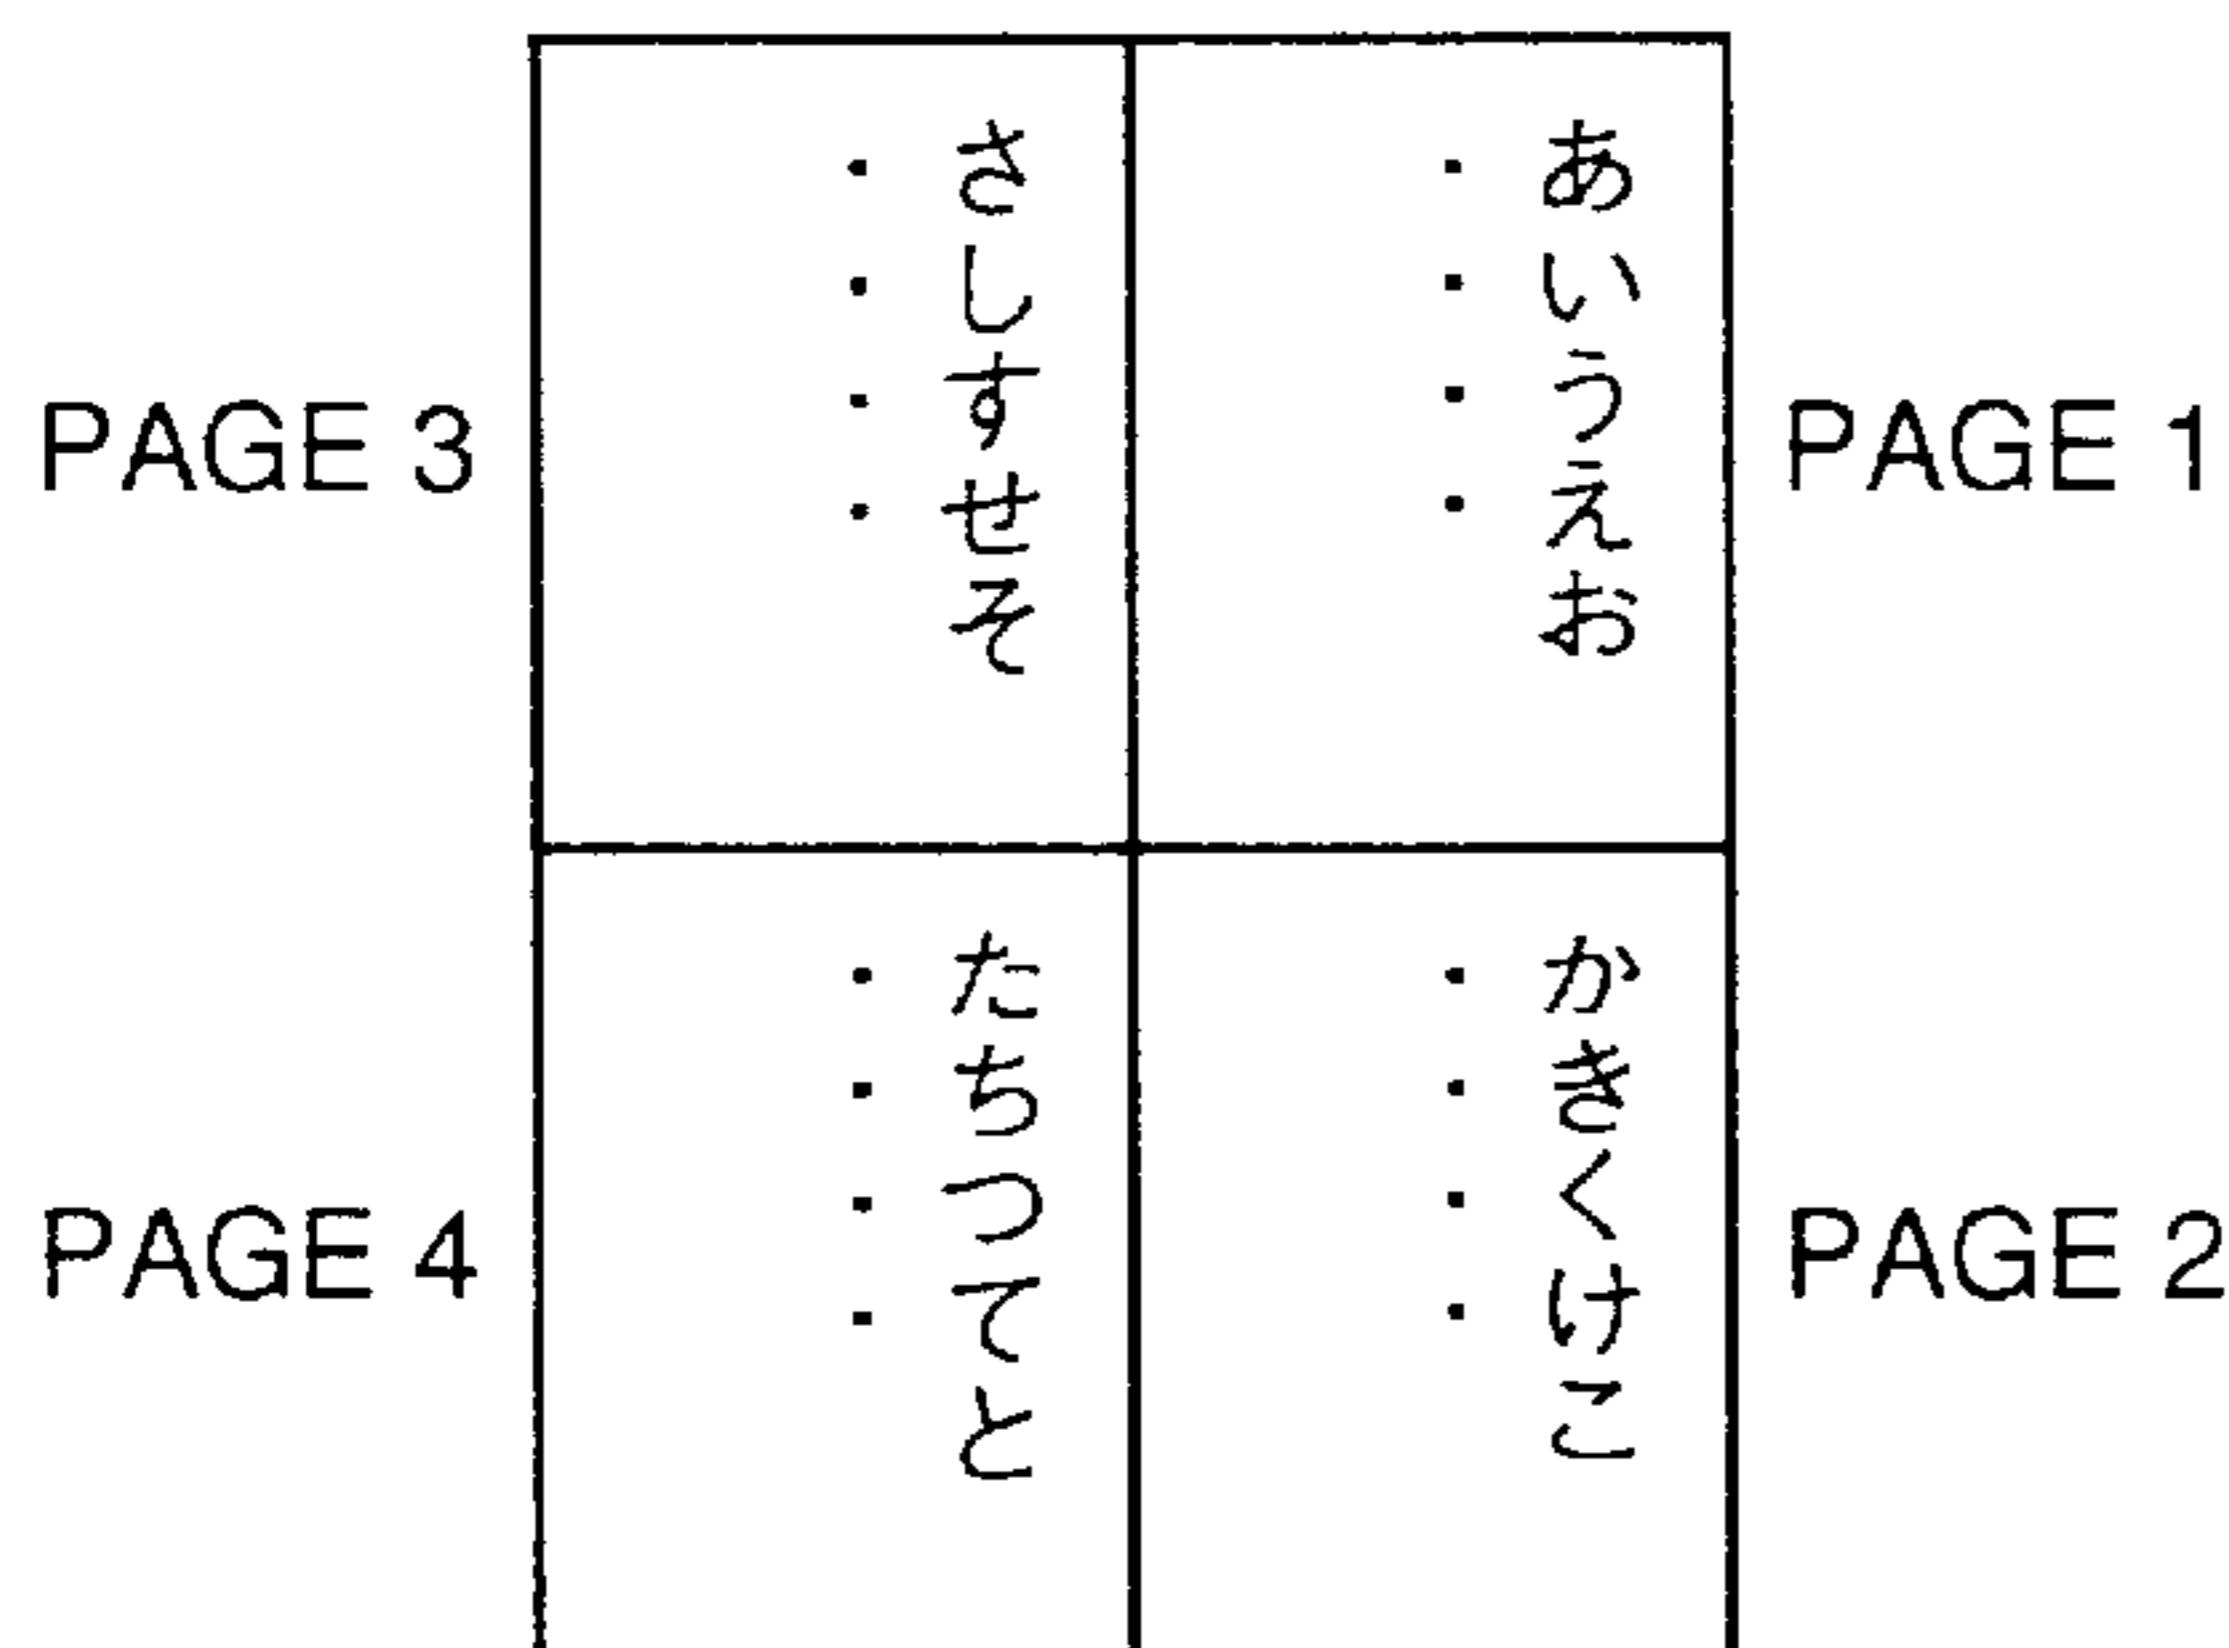 PAGE 1
あいうえお
・・・・
PAGE 2
かきくけこ
・・・・
PAGE 3
さしすせそ
・・・・
PAGE 4
たちつてと
・・・・